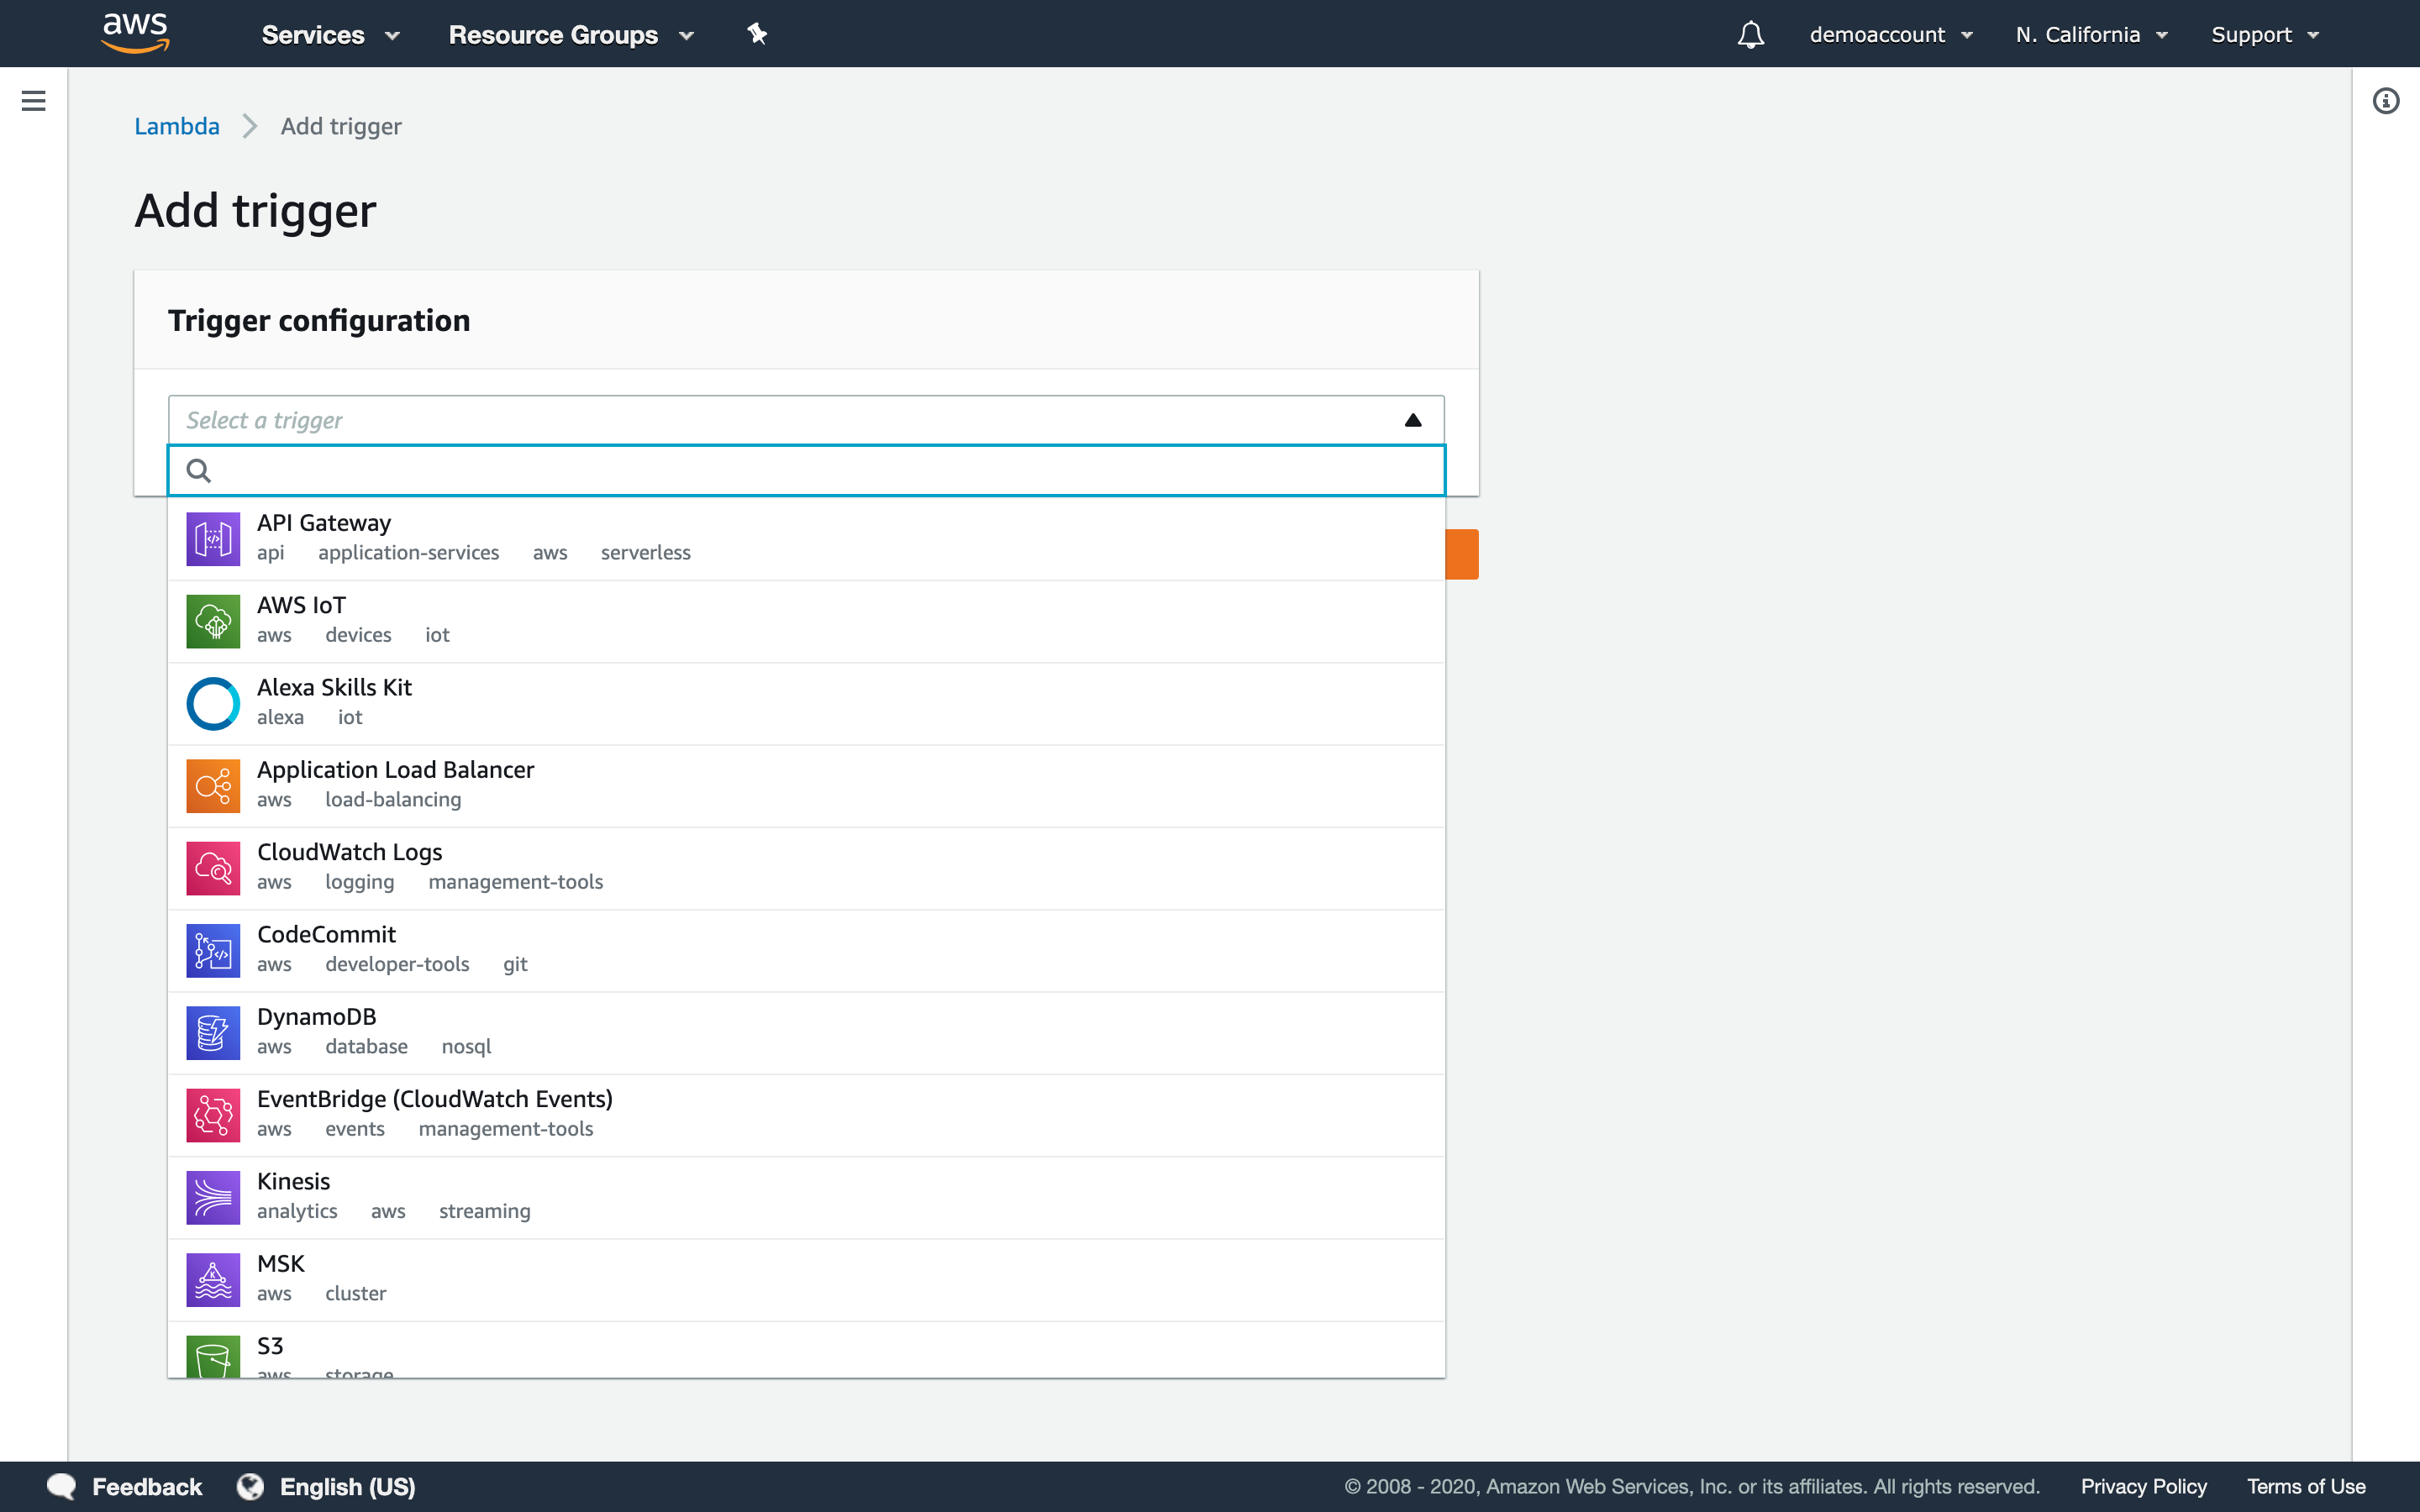 aws Services Resource Groups demoaccount N. California Support
Lambda Add trigger
Add trigger
Trigger configuration
Select a trigger
API Gateway
api application-services aws serverless
AWS IoT
aws devices iot
Alexa Skills Kit
alexa iot
Application Load Balancer
aws load-balancing
CloudWatch Logs
aws logging management-tools
CodeCommit
aws developer-tools git
DynamoDB
aws database nosql
EventBridge (CloudWatch Events)
aws events management-tools
Kinesis
analytics aws streaming
MSK
aws cluster
S3
aws storage
Feedback English (US) © 2008 - 2020, Amazon Web Services, Inc. or its affiliates. All rights reserved. Privacy Policy Terms of Use